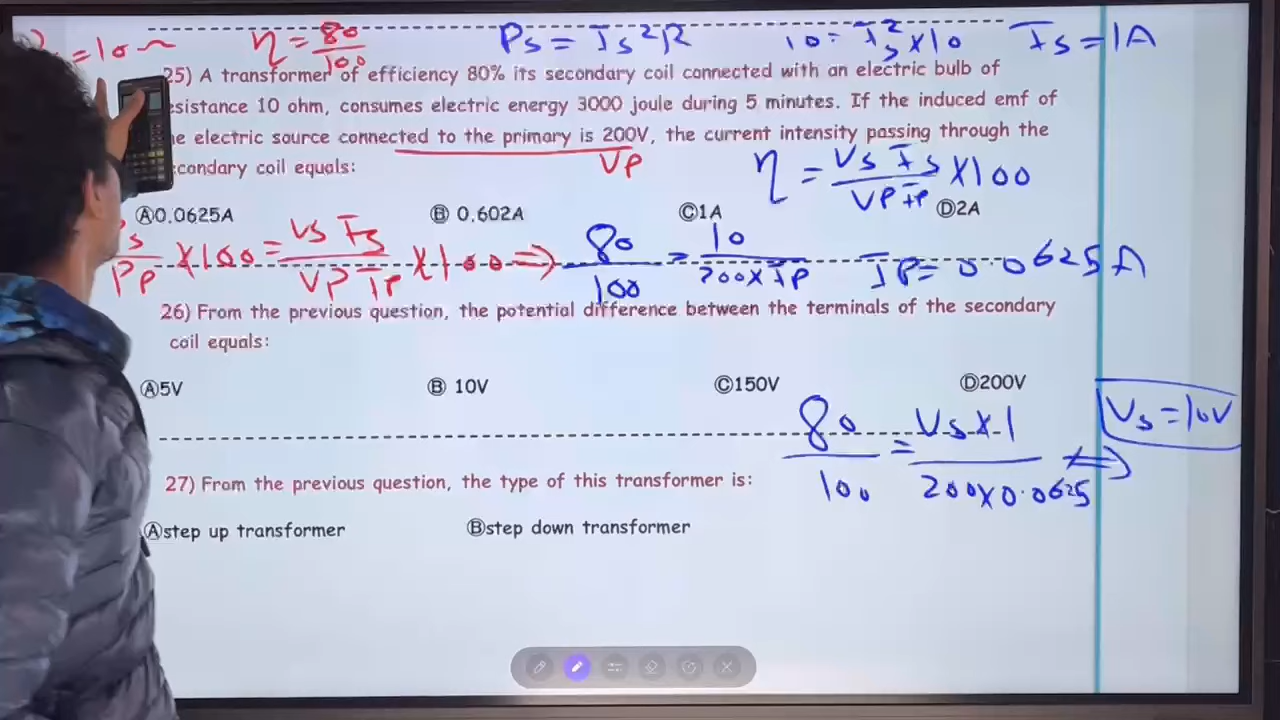 = 10 Ω η = 80/100 Ps = Is²R 10 = Is² × 10 Is = 1A
25) A transformer of efficiency 80% its secondary coil connected with an electric bulb of
esistance 10 ohm, consumes electric energy 3000 joule during 5 minutes. If the induced emf of
e electric source connected to the primary is 200V, the current intensity passing through the
condary coil equals:
VP
η = Vs Is / VP IP × 100
Ⓐ0.0625A Ⓑ 0.602A Ⓒ1A Ⓓ2A
Ps / Pp × 100 = Vs Is / VP IP × 100 ⇒ 80/100 = 10 / 200 × IP IP = 0.0625 A
26) From the previous question, the potential difference between the terminals of the secondary
coil equals:
Ⓐ5V Ⓑ 10V Ⓒ150V Ⓓ200V
80/100 = Vs × 1 / 200 × 0.0625 ⇒ Vs = 10V
27) From the previous question, the type of this transformer is:
Ⓐstep up transformer Ⓑstep down transformer